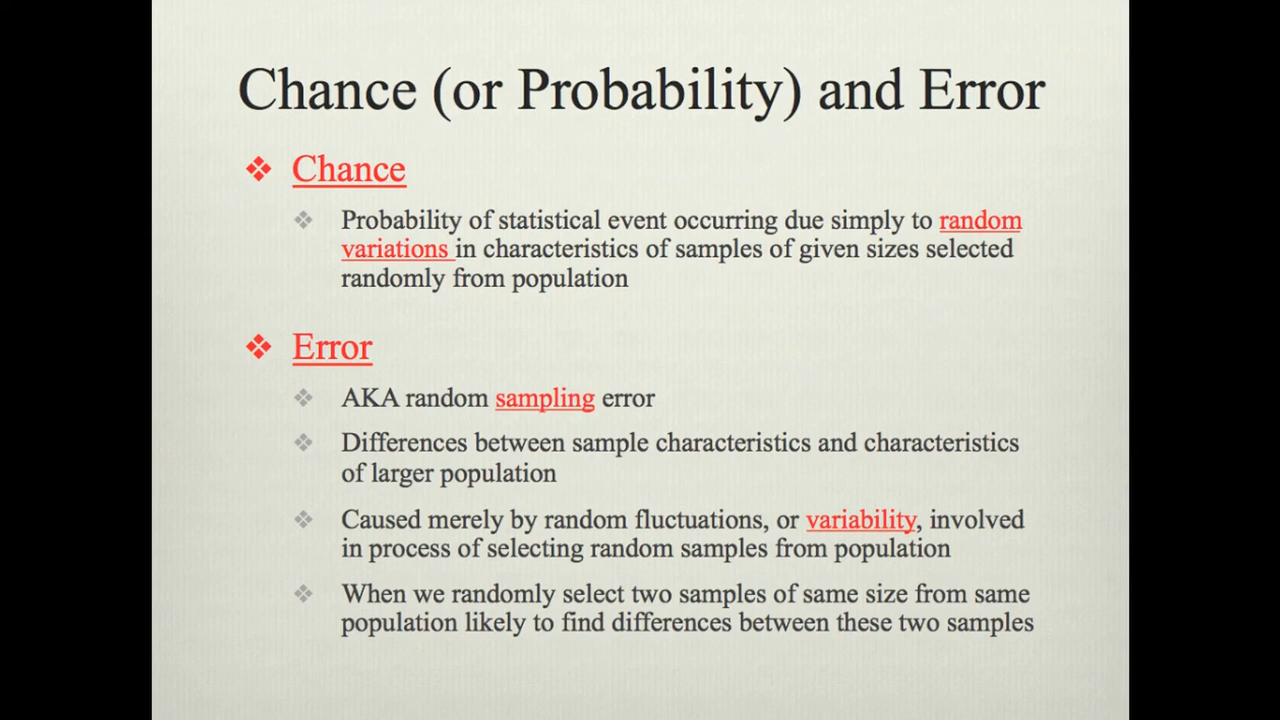 Chance (or Probability) and Error
Chance
Probability of statistical event occurring due simply to random
variations in characteristics of samples of given sizes selected
randomly from population
Error
AKA random sampling error
Differences between sample characteristics and characteristics
of larger population
Caused merely by random fluctuations, or variability, involved
in process of selecting random samples from population
When we randomly select two samples of same size from same
population likely to find differences between these two samples